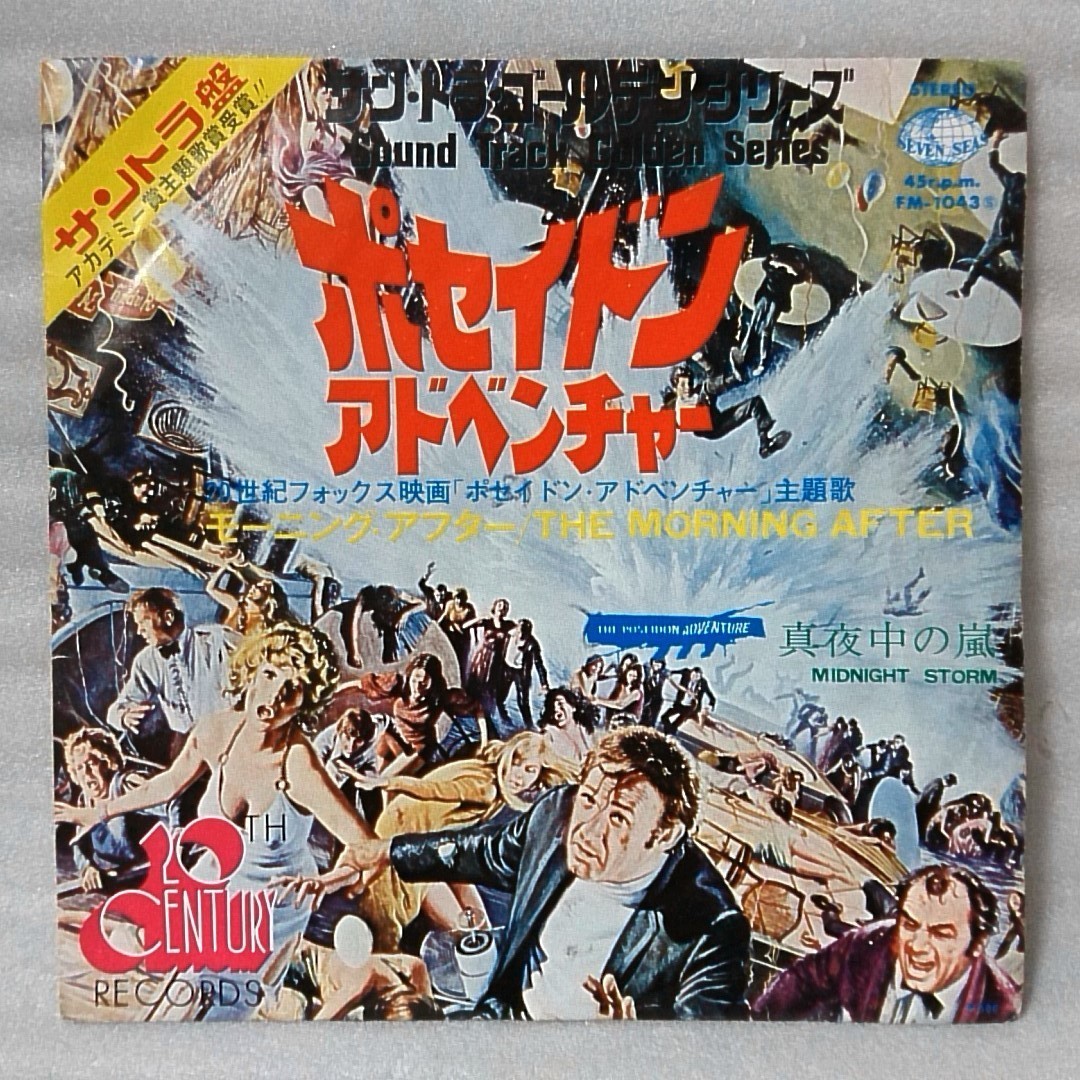 サントラ盤
アカデミー賞主題歌賞受賞!!
サン・トラ・ゴールデン・シリーズ
Sound Track Golden Series
STEREO
SEVEN SEAS
45r.p.m.
FM-1043
ポセイドン
アドベンチャー
20世紀フォックス映画「ポセイドン・アドベンチャー」主題歌
モーニング・アフター/THE MORNING AFTER
THE POSEIDON ADVENTURE
真夜中の嵐
MIDNIGHT STORM
20TH
CENTURY
RECORDS